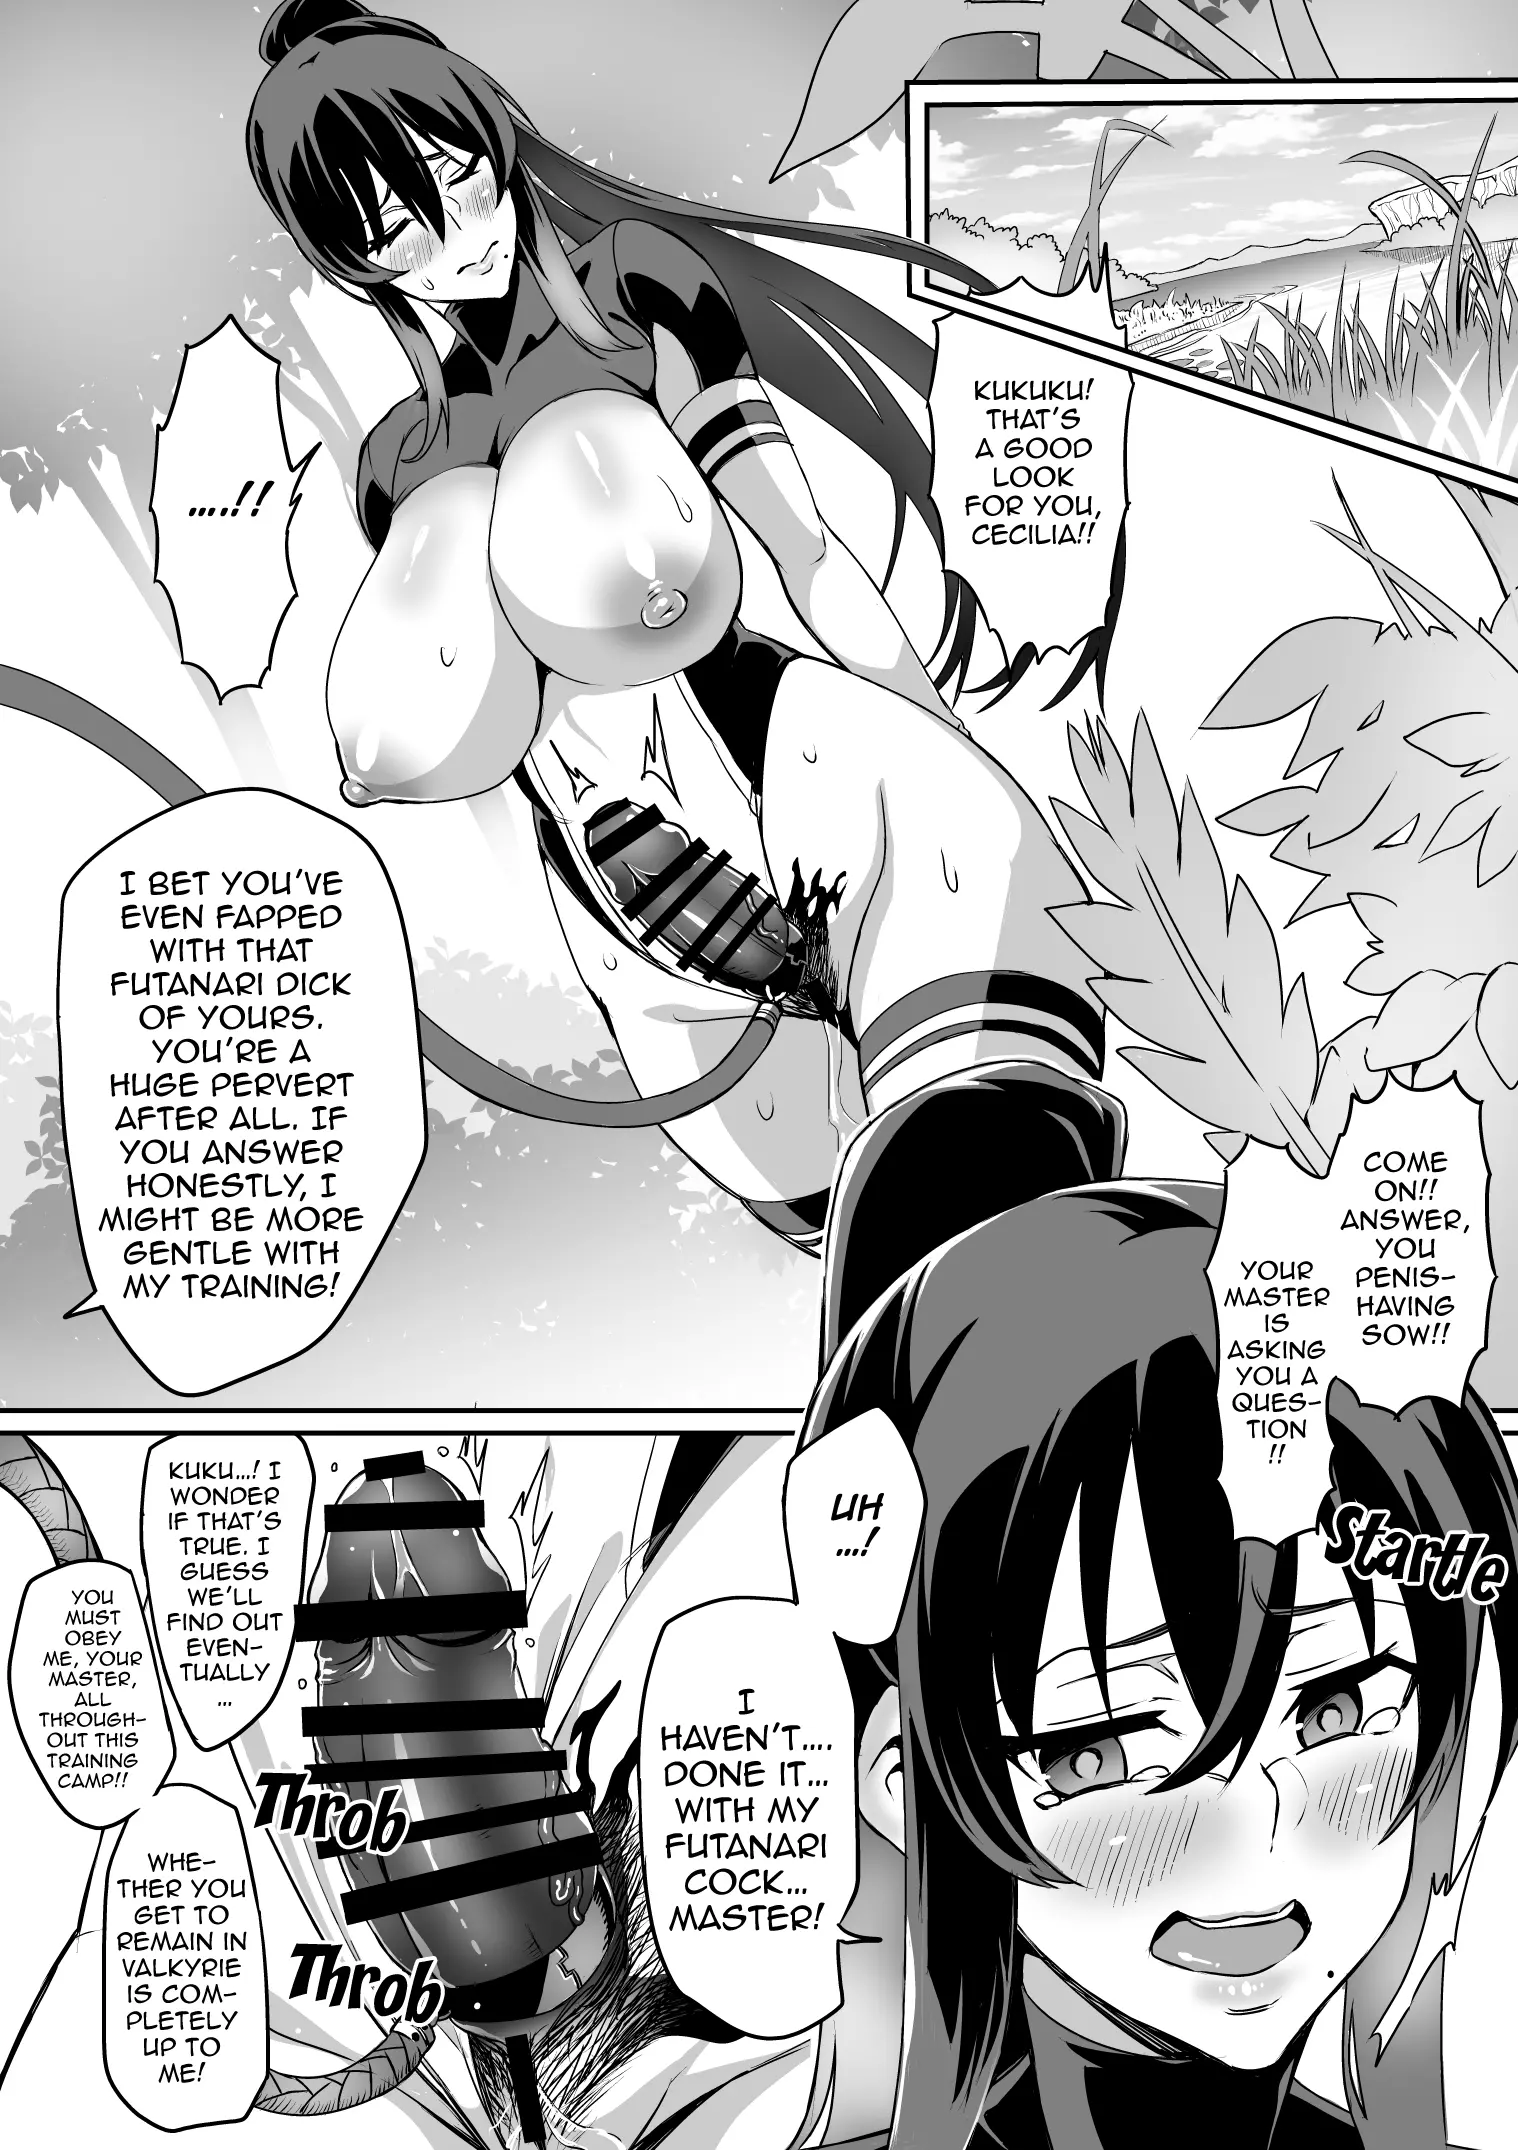 KUKUKU!
THAT'S
A GOOD
LOOK
FOR YOU,
CECILIA!!
....!!
I BET YOU'VE
EVEN FAPPED
WITH THAT
FUTANARI DICK
OF YOURS.
YOU'RE A
HUGE PERVERT
AFTER ALL. IF
YOU ANSWER
HONESTLY, I
MIGHT BE MORE
GENTLE WITH
MY TRAINING!
COME
ON!!
ANSWER,
YOU
PENIS-
HAVING
SOW!!
YOUR
MASTER
IS
ASKING
YOU A
QUES-
TION
!!
Startle
UH
...!
I
HAVEN'T....
DONE IT...
WITH MY
FUTANARI
COCK...
MASTER!
KUKU...! I
WONDER
IF THAT'S
TRUE. I
GUESS
WE'LL
FIND OUT
EVEN-
TUALLY
...
YOU
MUST
OBEY
ME, YOUR
MASTER,
ALL
THROUGH-
OUT THIS
TRAINING
CAMP!!
Throb
Throb
WHE-
THER YOU
GET TO
REMAIN IN
VALKYRIE
IS COM-
PLETELY
UP TO
ME!